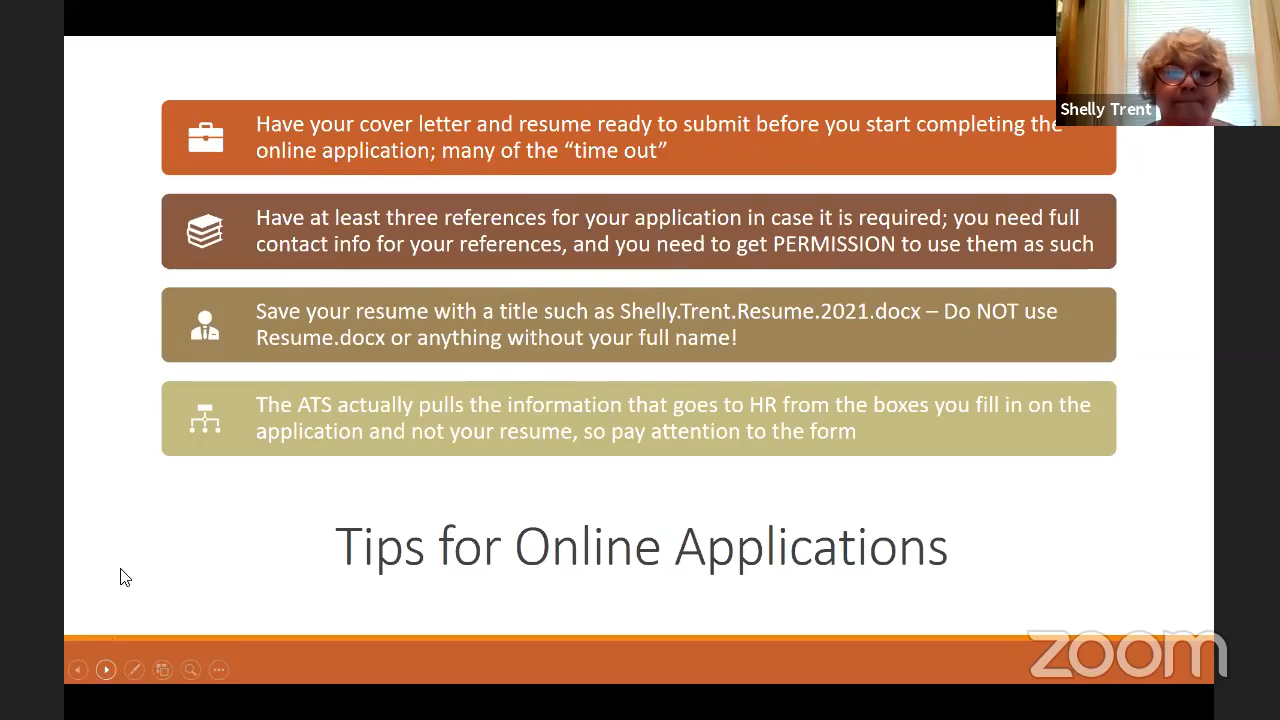 Shelly Trent
Have your cover letter and resume ready to submit before you start completing the
online application; many of the “time out”
Have at least three references for your application in case it is required; you need full
contact info for your references, and you need to get PERMISSION to use them as such
Save your resume with a title such as Shelly.Trent.Resume.2021.docx – Do NOT use
Resume.docx or anything without your full name!
The ATS actually pulls the information that goes to HR from the boxes you fill in on the
application and not your resume, so pay attention to the form
Tips for Online Applications
zoom